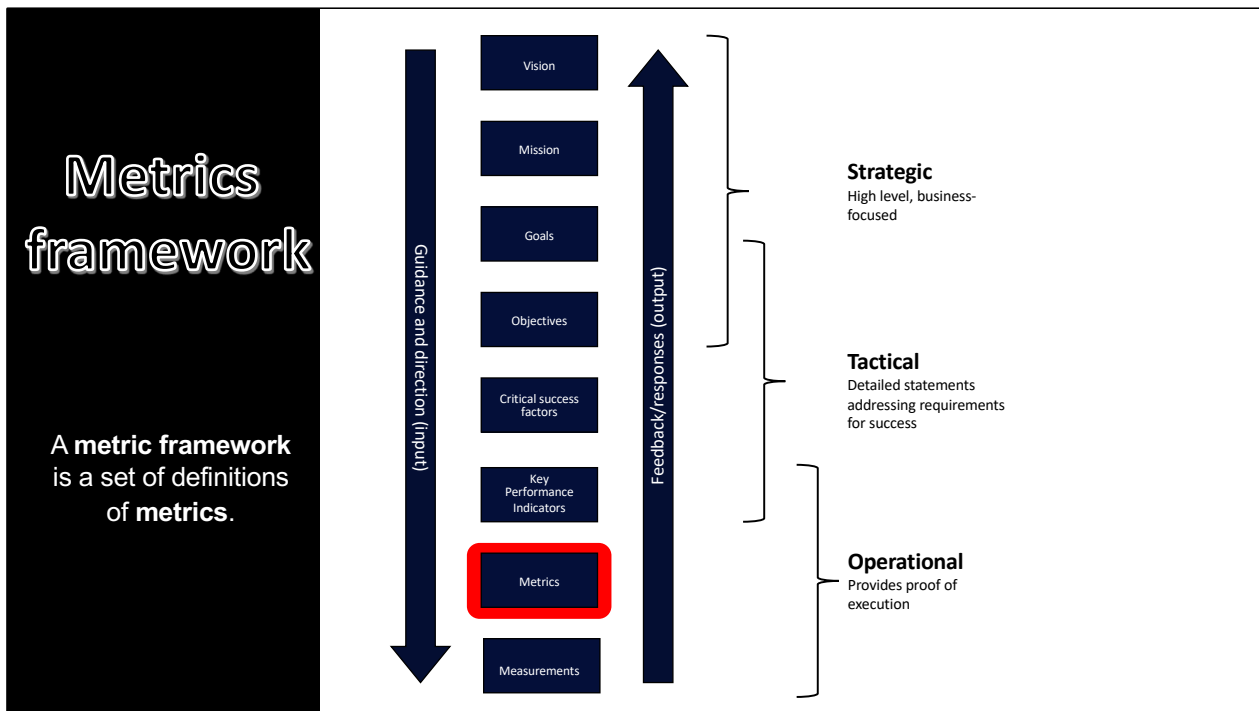 Metrics
framework
A metric framework
is a set of definitions
of metrics.
Guidance and direction (input)
Vision
Mission
Goals
Objectives
Critical success
factors
Key
Performance
Indicators
Metrics
Measurements
Feedback/responses (output)
Strategic
High level, business-
focused
Tactical
Detailed statements
addressing requirements
for success
Operational
Provides proof of
execution